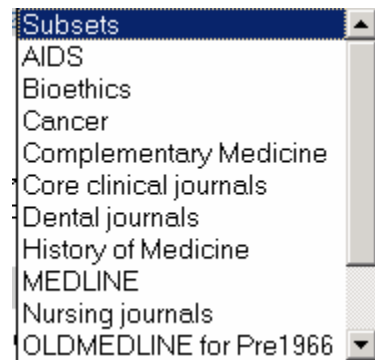 Subsets
AIDS
Bioethics
Cancer
Complementary Medicine
Core clinical journals
Dental journals
History of Medicine
MEDLINE
Nursing journals
OLDMEDLINE for Pre1966